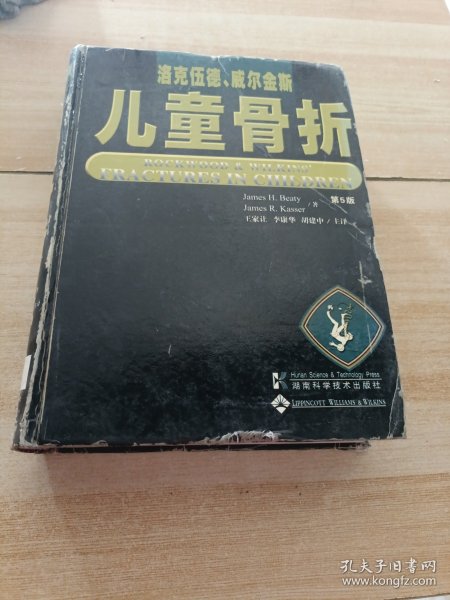 洛克伍德、威尔金斯
儿童骨折
ROCKWOOD & WILKINS'
FRACTURES IN CHILDREN
第5版
James H. Beaty
James R. Kasser /著
王家让 李康华 胡建中 /主译
Hunan Science & Technology Press
湖南科学技术出版社
LIPPINCOTT WILLIAMS & WILKINS
孔夫子旧书网
www.kongfz.com